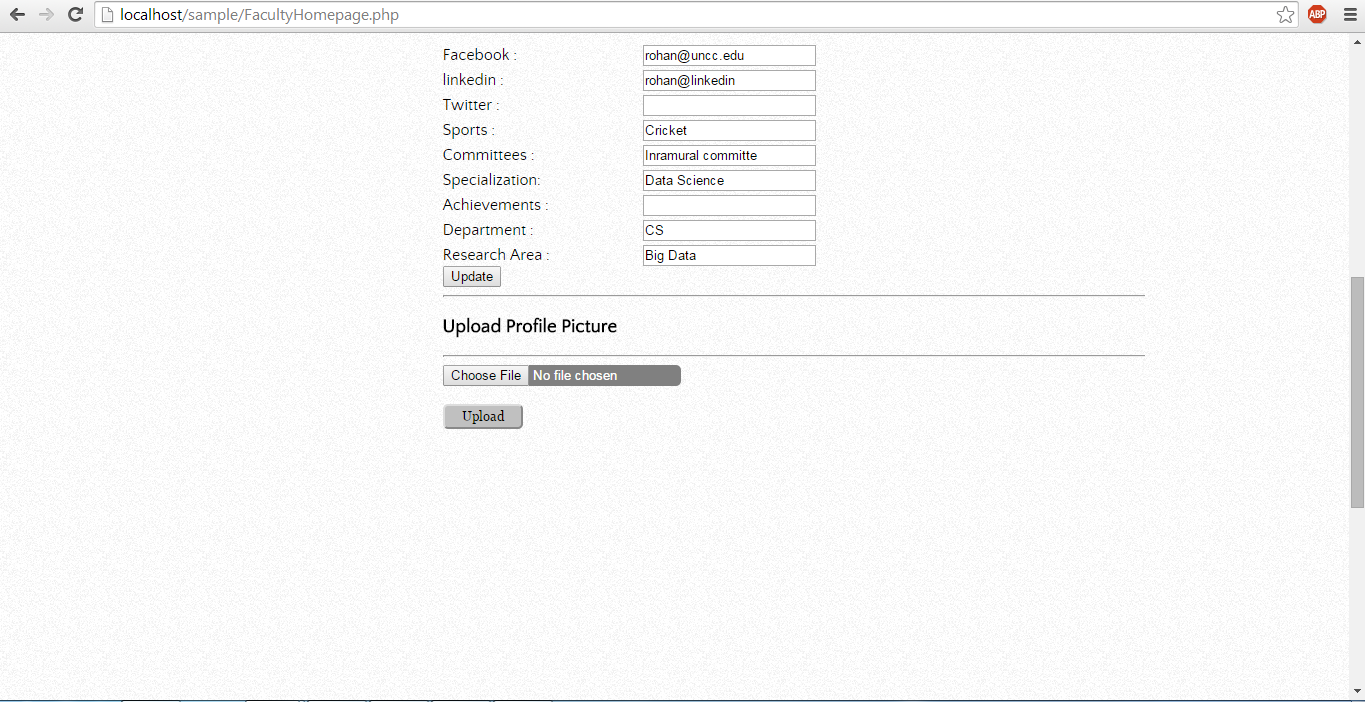 localhost/sample/FacultyHomepage.php
ABP
Facebook : rohan@uncc.edu
linkedin : rohan@linkedin
Twitter :
Sports : Cricket
Committees : Inramural committe
Specialization: Data Science
Achievements :
Department : CS
Research Area : Big Data
Update
Upload Profile Picture
Choose File No file chosen
Upload